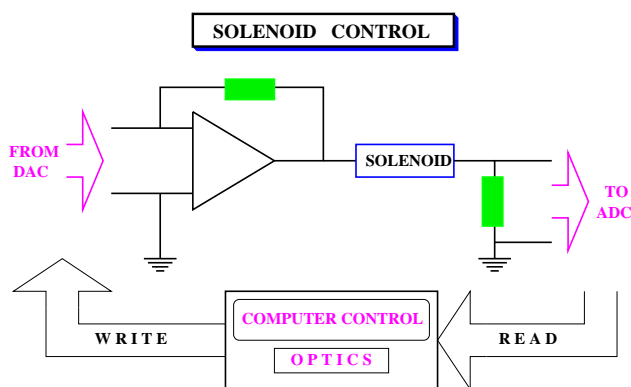 SOLENOID CONTROL
FROM
DAC
SOLENOID
TO
ADC
COMPUTER CONTROL
WRITE
READ
OPTICS